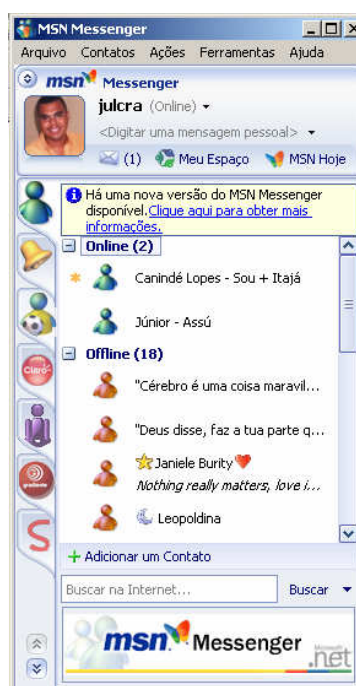 MSN Messenger
Arquivo Contatos Ações Ferramentas Ajuda
msn Messenger
julcra (Online)
<Digitar uma mensagem pessoal>
(1) Meu Espaço MSN Hoje
Há uma nova versão do MSN Messenger
disponível. Clique aqui para obter mais
informações.
Online (2)
Canindé Lopes - Sou + Itajá
Júnior - Assú
Offline (18)
"Cérebro é uma coisa maravil...
"Deus disse, faz a tua parte q...
Janiele Burity
Nothing really matters, love i...
Leopoldina
Claro
gradiente
S
+ Adicionar um Contato
Buscar na Internet... Buscar
msn Messenger
Microsoft
.net